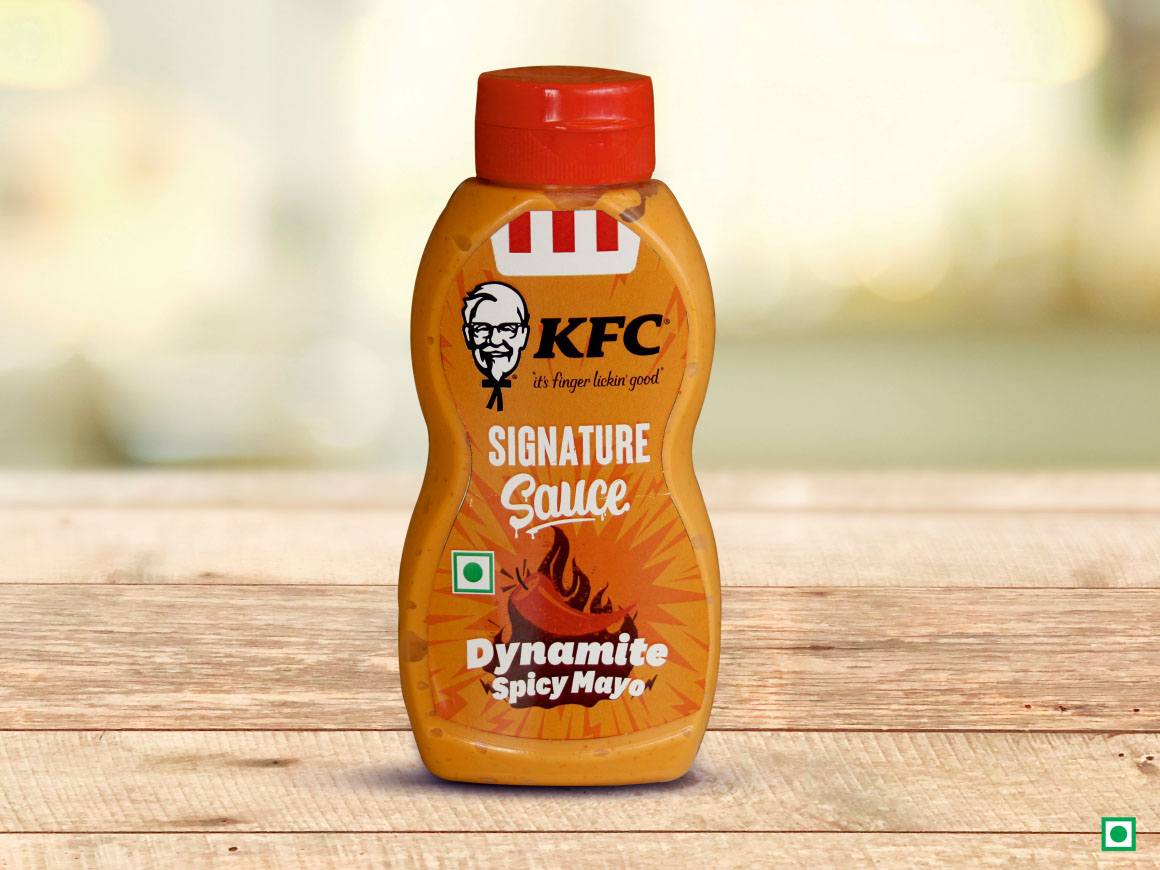 KFC®
"it's finger lickin' good"
SIGNATURE
Sauce
Dynamite
Spicy Mayo